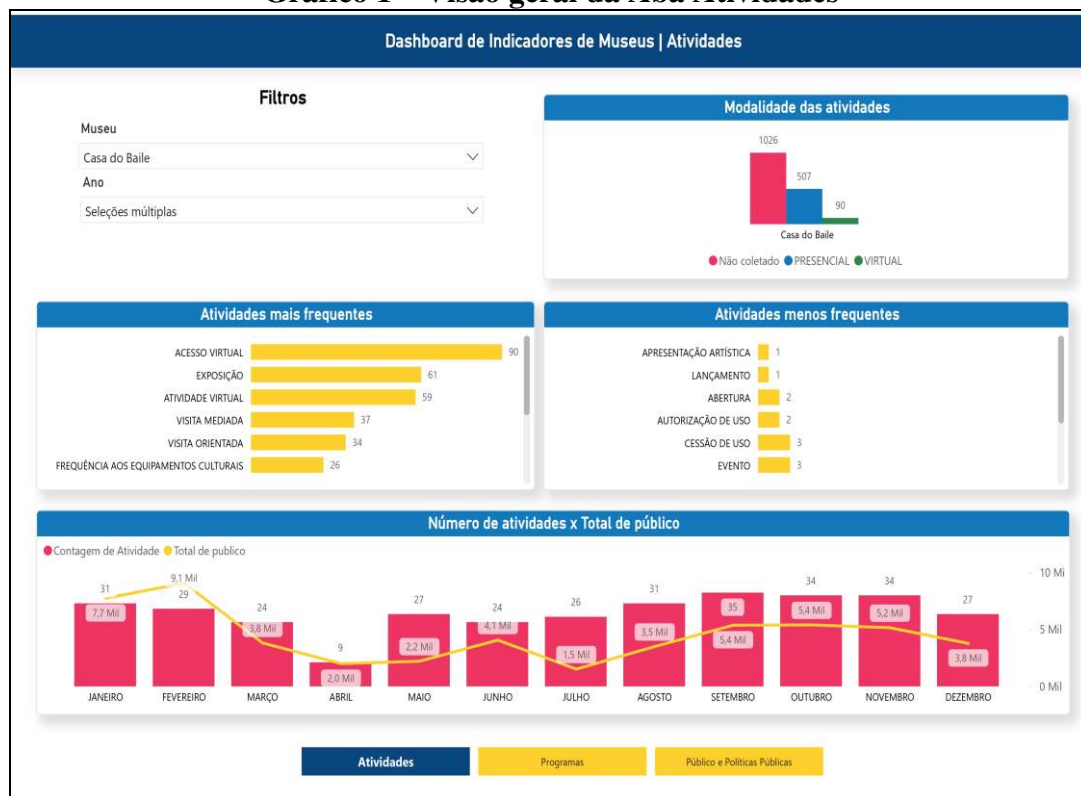 Gráfico 1 – Visão geral da Aba Atividades
Dashboard de Indicadores de Museus | Atividades
Filtros
Museu
Casa do Baile
Ano
Seleções múltiplas
Modalidade das atividades
1026
507
90
Casa do Baile
Não coletado PRESENCIAL VIRTUAL
Atividades mais frequentes
ACESSO VIRTUAL 90
EXPOSIÇÃO 61
ATIVIDADE VIRTUAL 59
VISITA MEDIADA 37
VISITA ORIENTADA 34
FREQUÊNCIA AOS EQUIPAMENTOS CULTURAIS 26
Atividades menos frequentes
APRESENTAÇÃO ARTÍSTICA 1
LANÇAMENTO 1
ABERTURA 2
AUTORIZAÇÃO DE USO 2
CESSÃO DE USO 3
EVENTO 3
Número de atividades x Total de público
Contagem de Atividade Total de publico
31 29 24 9 27 24 26 31 35 34 34 27
7,7 Mil 9,1 Mil 3,8 Mil 2,0 Mil 2,2 Mil 4,1 Mil 1,5 Mil 3,5 Mil 5,4 Mil 5,4 Mil 5,2 Mil 3,8 Mil
10 Mi
5 Mil
0 Mil
JANEIRO FEVEREIRO MARÇO ABRIL MAIO JUNHO JULHO AGOSTO SETEMBRO OUTUBRO NOVEMBRO DEZEMBRO
Atividades Programas Público e Políticas Públicas